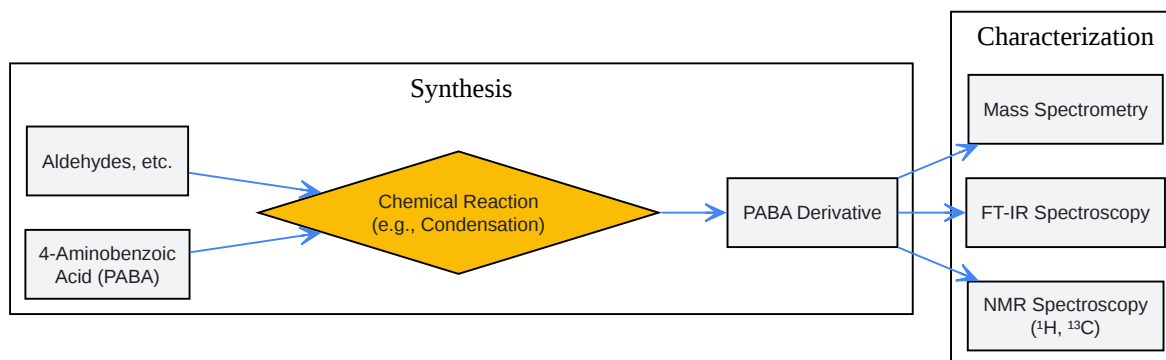 Synthesis
Aldehydes, etc.
4-Aminobenzoic
Acid (PABA)
Chemical Reaction
(e.g., Condensation)
PABA Derivative
Characterization
Mass Spectrometry
FT-IR Spectroscopy
NMR Spectroscopy
(¹H, ¹³C)